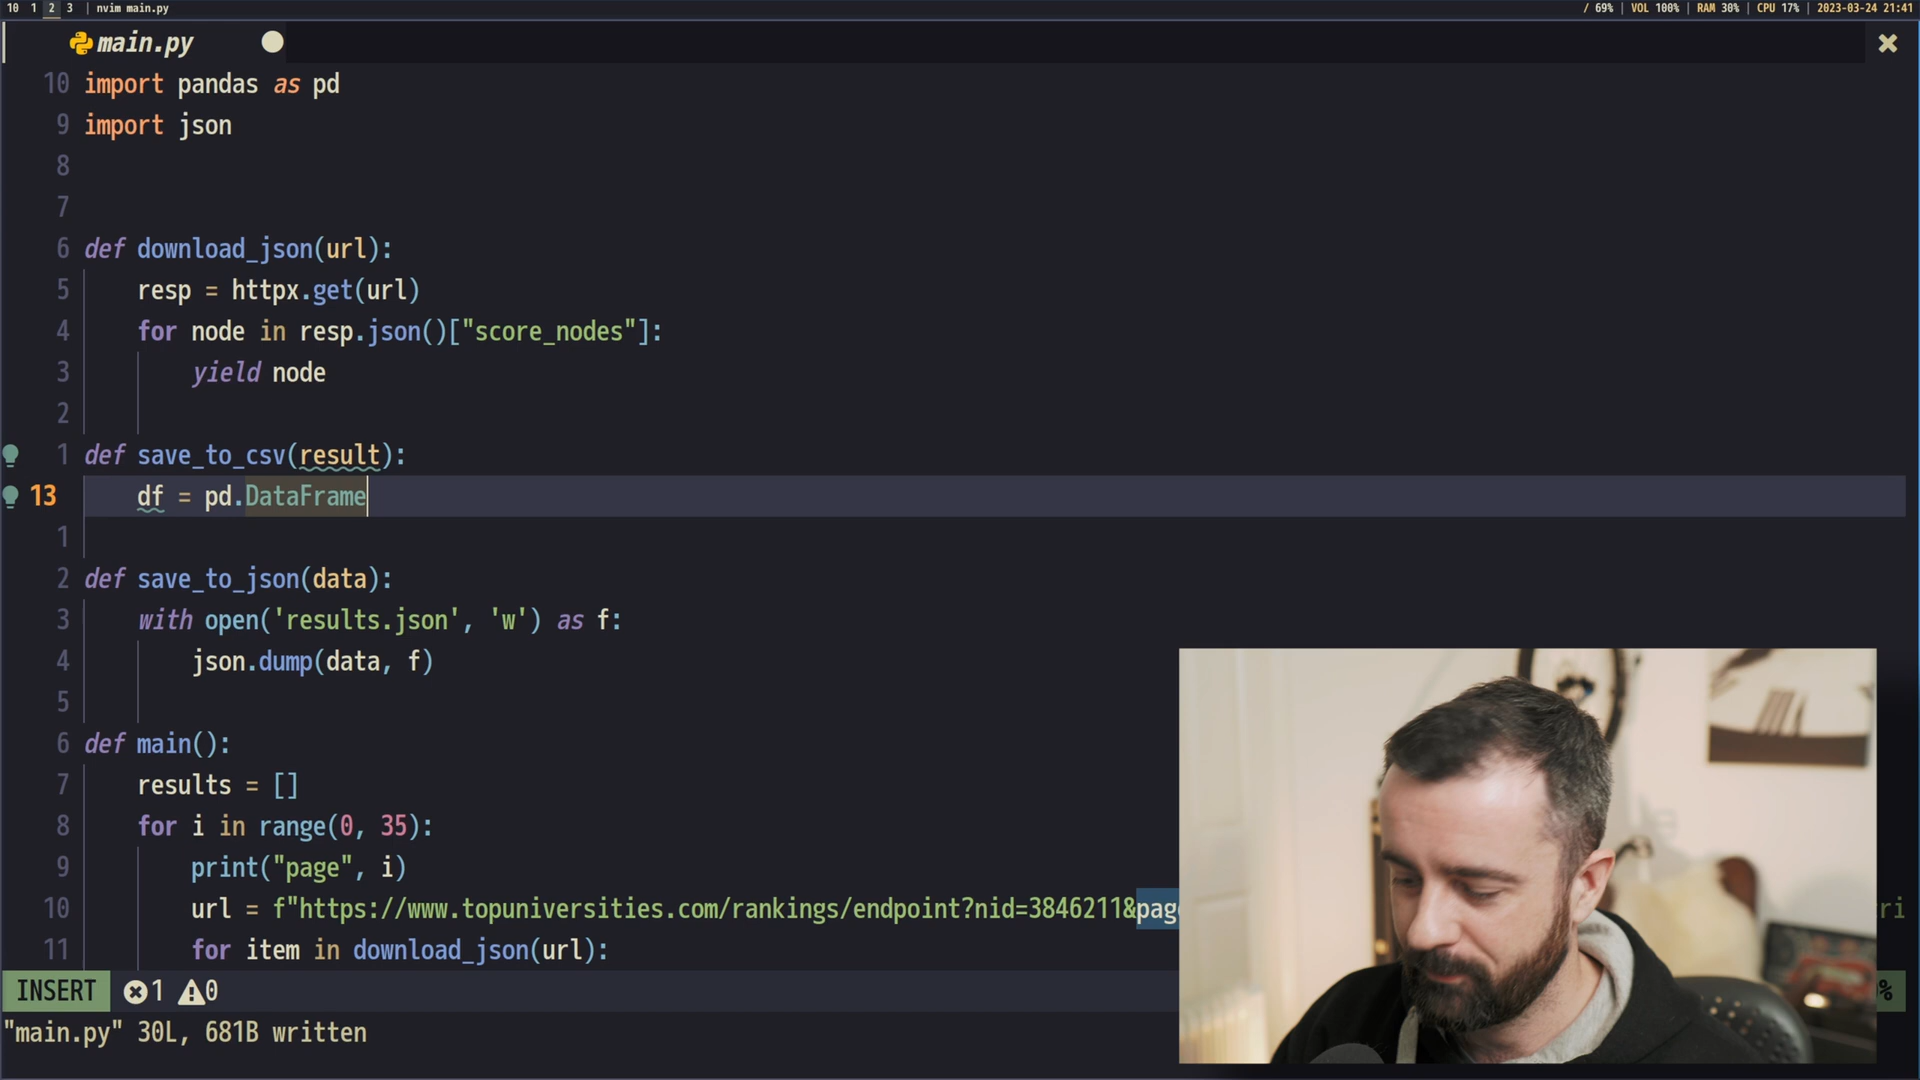 10 1 2 3 | nvim main.py
/ 69% | VOL 100% | RAM 30% | CPU 17% | 2023-03-24 21:41
main.py
10 import pandas as pd
9 import json
8
7
6 def download_json(url):
5 resp = httpx.get(url)
4 for node in resp.json()["score_nodes"]:
3 yield node
2
1 def save_to_csv(result):
13 df = pd.DataFrame
1
2 def save_to_json(data):
3 with open('results.json', 'w') as f:
4 json.dump(data, f)
5
6 def main():
7 results = []
8 for i in range(0, 35):
9 print("page", i)
10 url = f"https://www.topuniversities.com/rankings/endpoint?nid=3846211&pag ri
11 for item in download_json(url):
INSERT 1 0 %
"main.py" 30L, 681B written